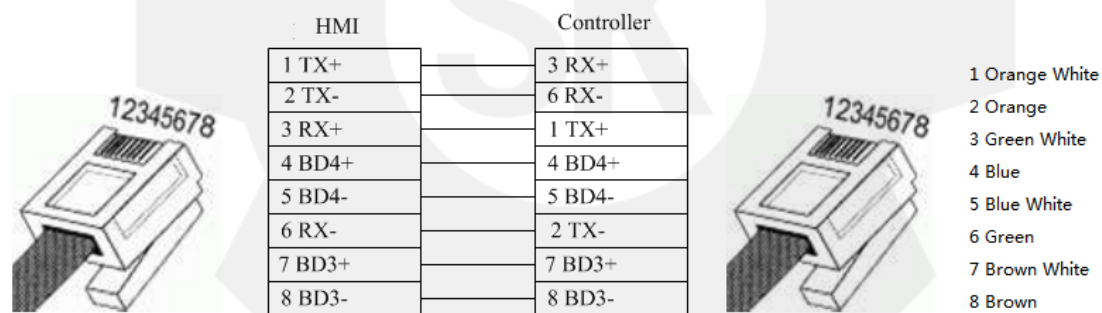 HMI
Controller
1 TX+
3 RX+
2 TX-
6 RX-
3 RX+
1 TX+
4 BD4+
4 BD4+
5 BD4-
5 BD4-
6 RX-
2 TX-
7 BD3+
7 BD3+
8 BD3-
8 BD3-
12345678
12345678
1 Orange White
2 Orange
3 Green White
4 Blue
5 Blue White
6 Green
7 Brown White
8 Brown
SK